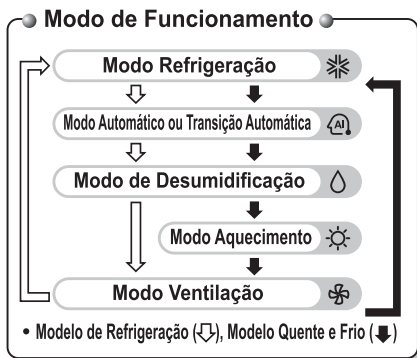 Modo de Funcionamento
Modo Refrigeração
Modo Automático ou Transição Automática
AI
Modo de Desumidificação
Modo Aquecimento
Modo Ventilação
• Modelo de Refrigeração (⇩), Modelo Quente e Frio (🡇)